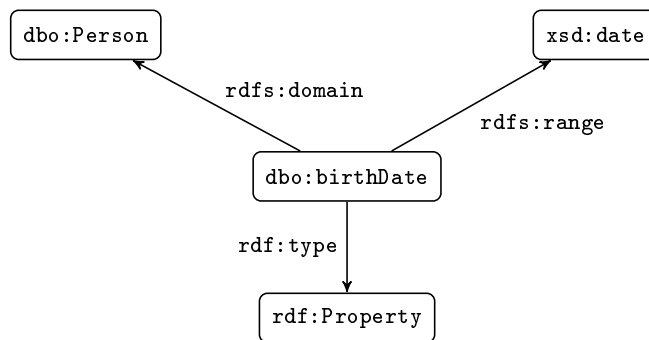 dbo:Person
xsd:date
rdfs:domain
rdfs:range
dbo:birthDate
rdf:type
rdf:Property